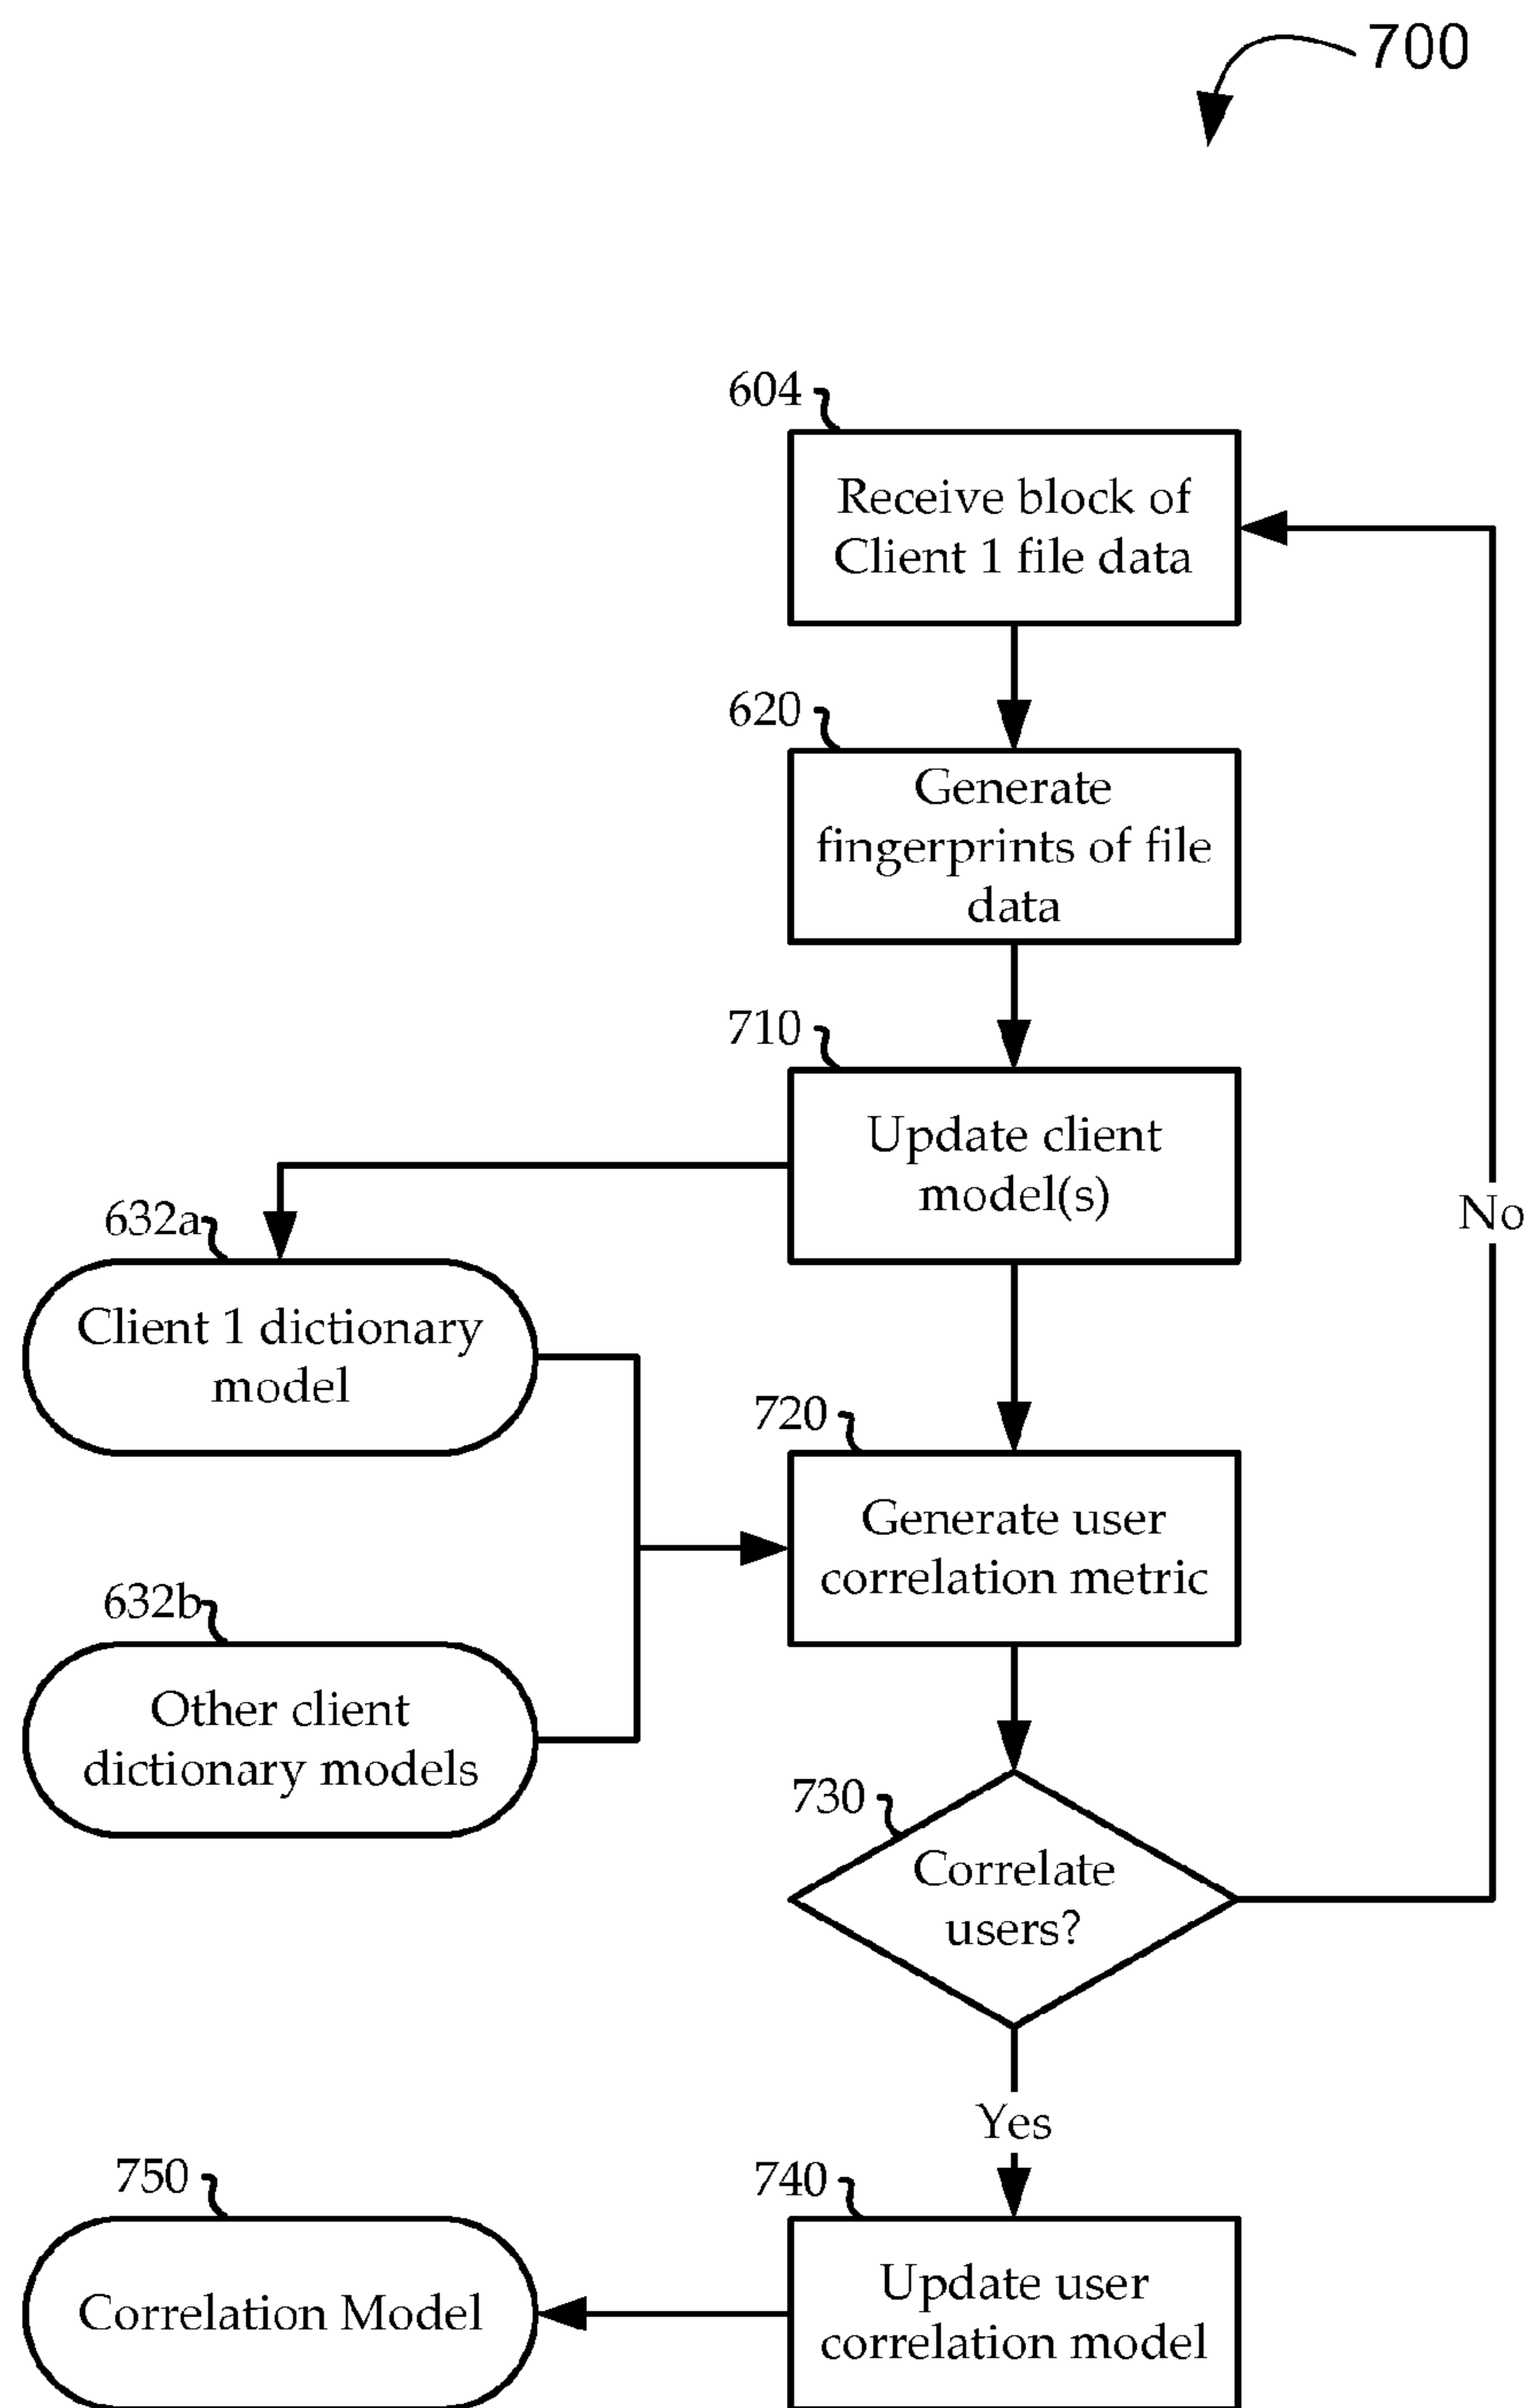 700
604
Receive block of
Client 1 file data
620
Generate
fingerprints of file
data
710
Update client
model(s)
No
632a
Client 1 dictionary
model
720
Generate user
correlation metric
632b
Other client
dictionary models
730
Correlate
users?
Yes
750
Correlation Model
740
Update user
correlation model